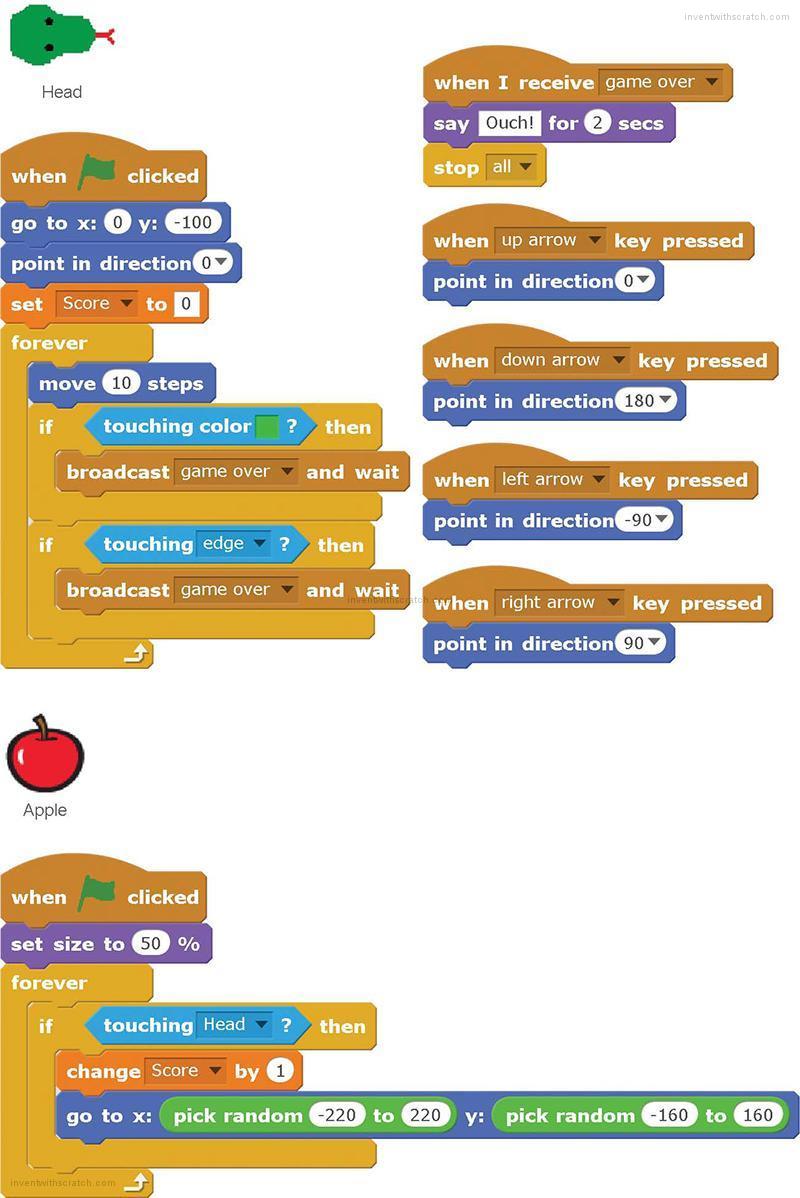 inventwithscratch.com
Head
when clicked
go to x: 0 y: -100
point in direction 0
set Score to 0
forever
move 10 steps
if touching color ? then
broadcast game over and wait
if touching edge ? then
broadcast game over and wait
when I receive game over
say Ouch! for 2 secs
stop all
when up arrow key pressed
point in direction 0
when down arrow key pressed
point in direction 180
when left arrow key pressed
point in direction -90
inventwithscratch.com
when right arrow key pressed
point in direction 90
Apple
when clicked
set size to 50 %
forever
if touching Head ? then
change Score by 1
go to x: pick random -220 to 220 y: pick random -160 to 160
inventwithscratch.com